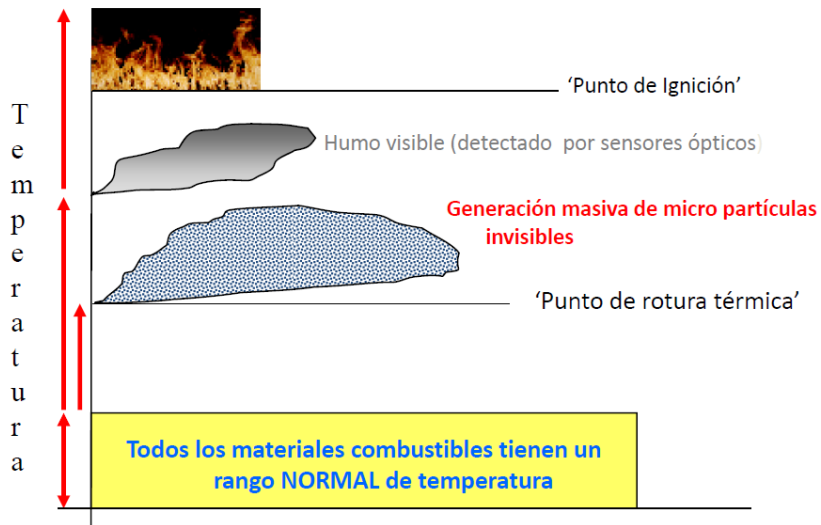 Temperatura
'Punto de Ignición'
Humo visible (detectado por sensores ópticos)
Generación masiva de micro partículas
invisibles
'Punto de rotura térmica'
Todos los materiales combustibles tienen un
rango NORMAL de temperatura